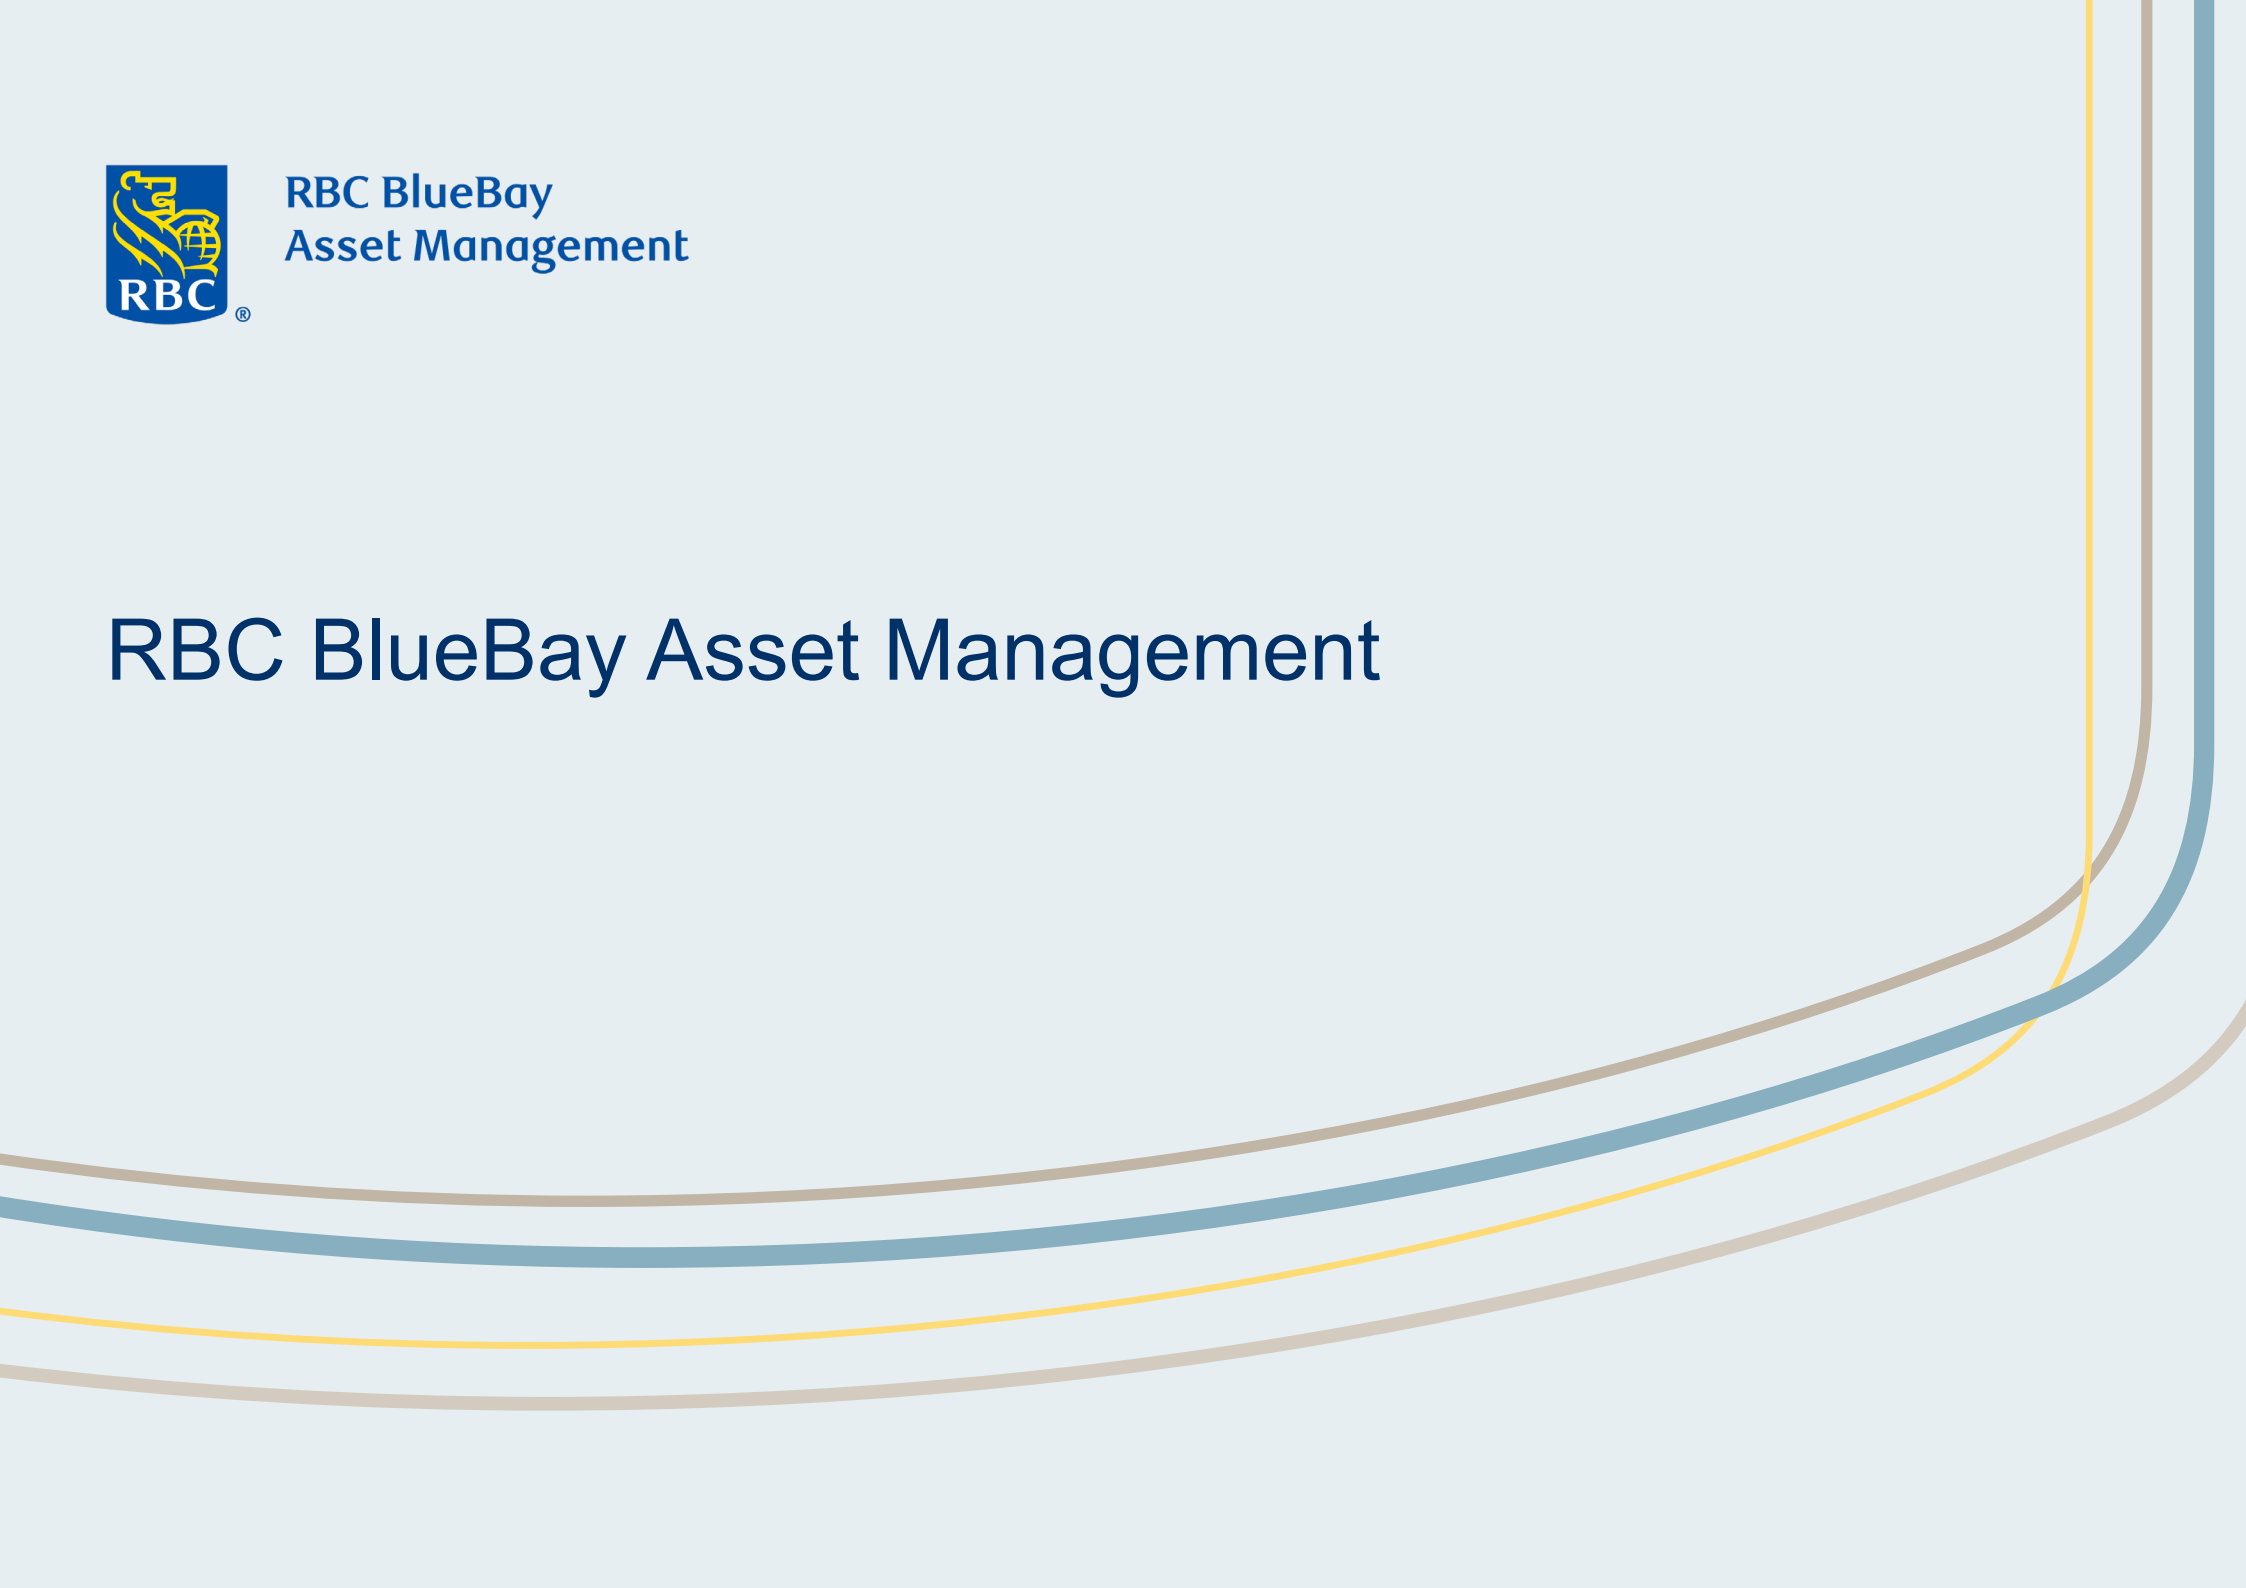 RBC BlueBay
Asset Management
RBC
®
RBC BlueBay Asset Management